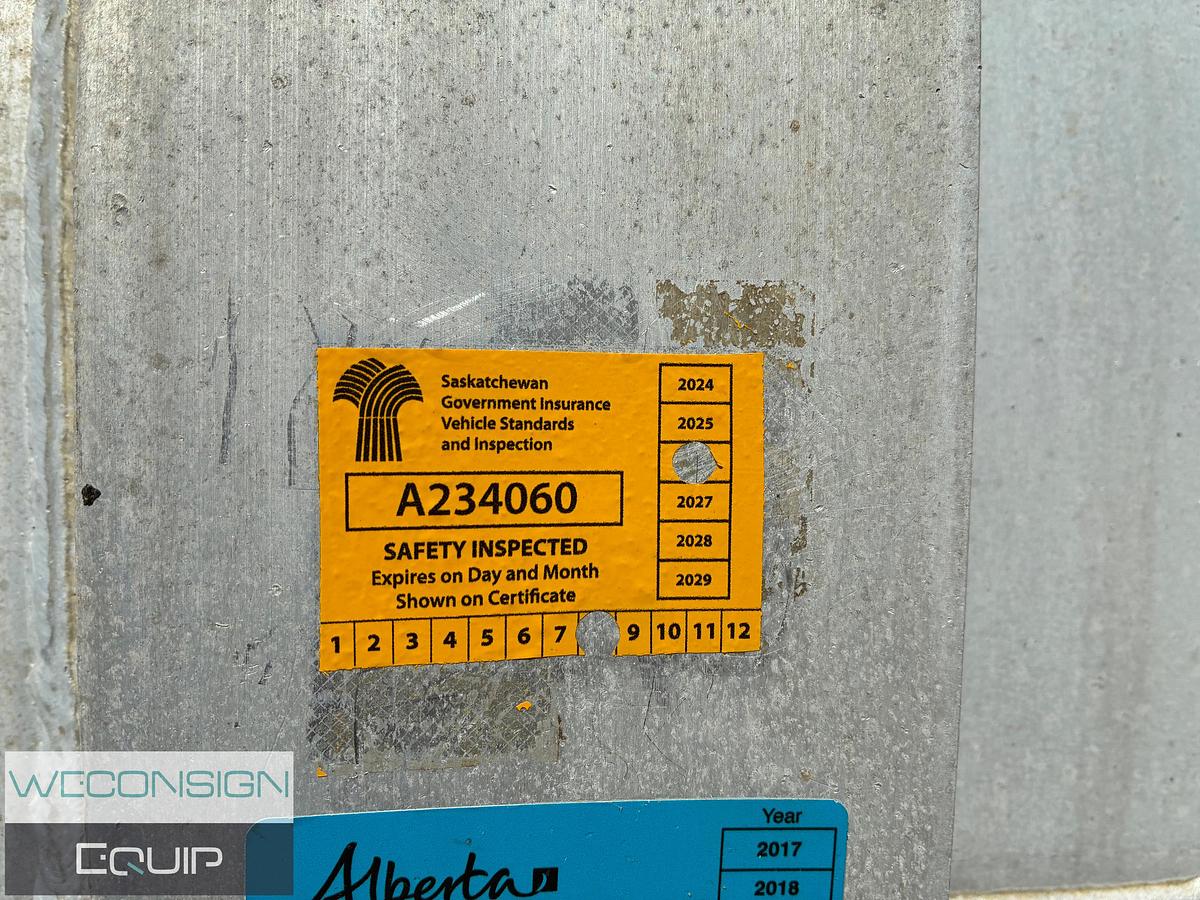 Saskatchewan
Government Insurance
Vehicle Standards
and Inspection
A234060
SAFETY INSPECTED
Expires on Day and Month
Shown on Certificate
2024
2025
2027
2028
2029
1 2 3 4 5 6 7 9 10 11 12
WECONSIGN
EQUIP
Alberta
Year
2017
2018